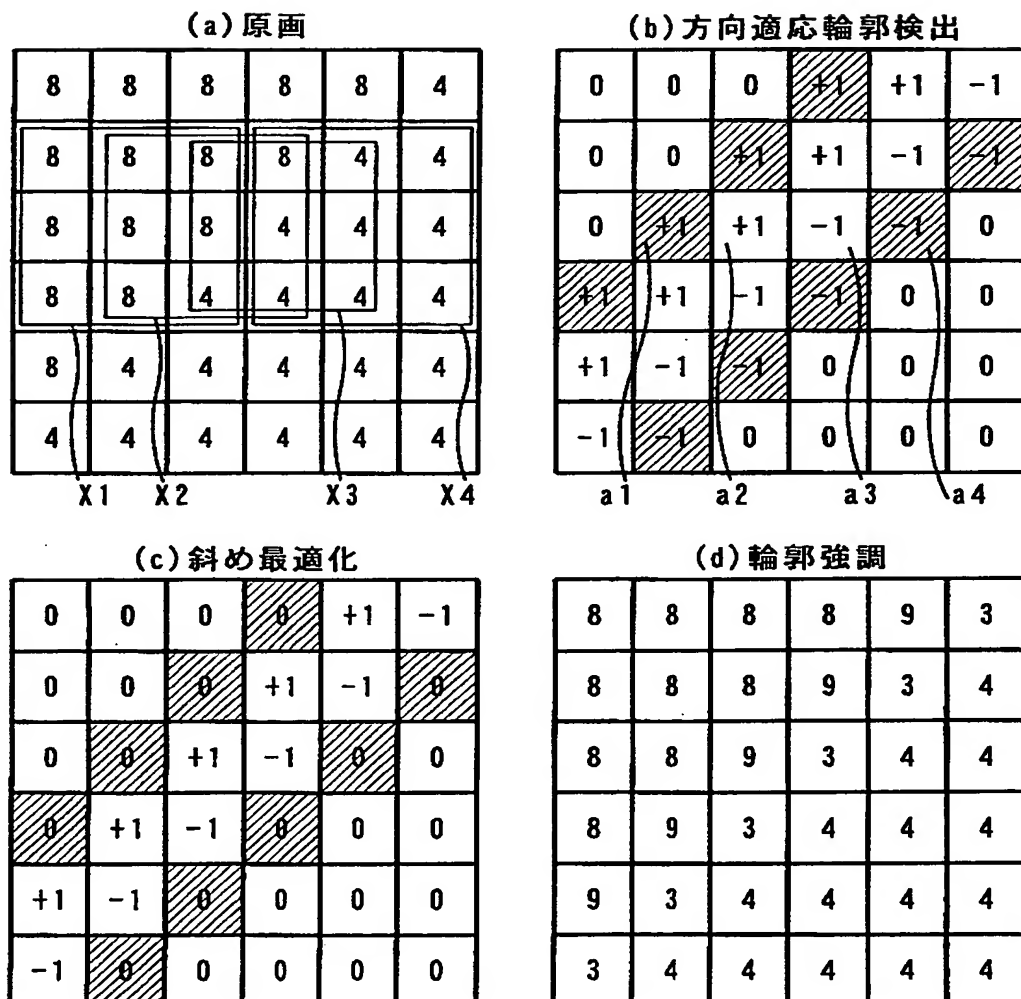 (a)原画
8 8 8 8 8 4
8 8 8 8 4 4
8 8 8 4 4 4
8 8 4 4 4 4
8 4 4 4 4 4
4 4 4 4 4 4
X1 X2 X3 X4
(b)方向適応輪郭検出
0 0 0 +1 +1 -1
0 0 +1 +1 -1 -1
0 +1 +1 -1 -1 0
+1 +1 -1 -1 0 0
+1 -1 -1 0 0 0
-1 -1 0 0 0 0
a1 a2 a3 a4
(c)斜め最適化
0 0 0 0 +1 -1
0 0 0 +1 -1 0
0 0 +1 -1 0 0
0 +1 -1 0 0 0
+1 -1 0 0 0 0
-1 0 0 0 0 0
(d)輪郭強調
8 8 8 8 9 3
8 8 8 9 3 4
8 8 9 3 4 4
8 9 3 4 4 4
9 3 4 4 4 4
3 4 4 4 4 4